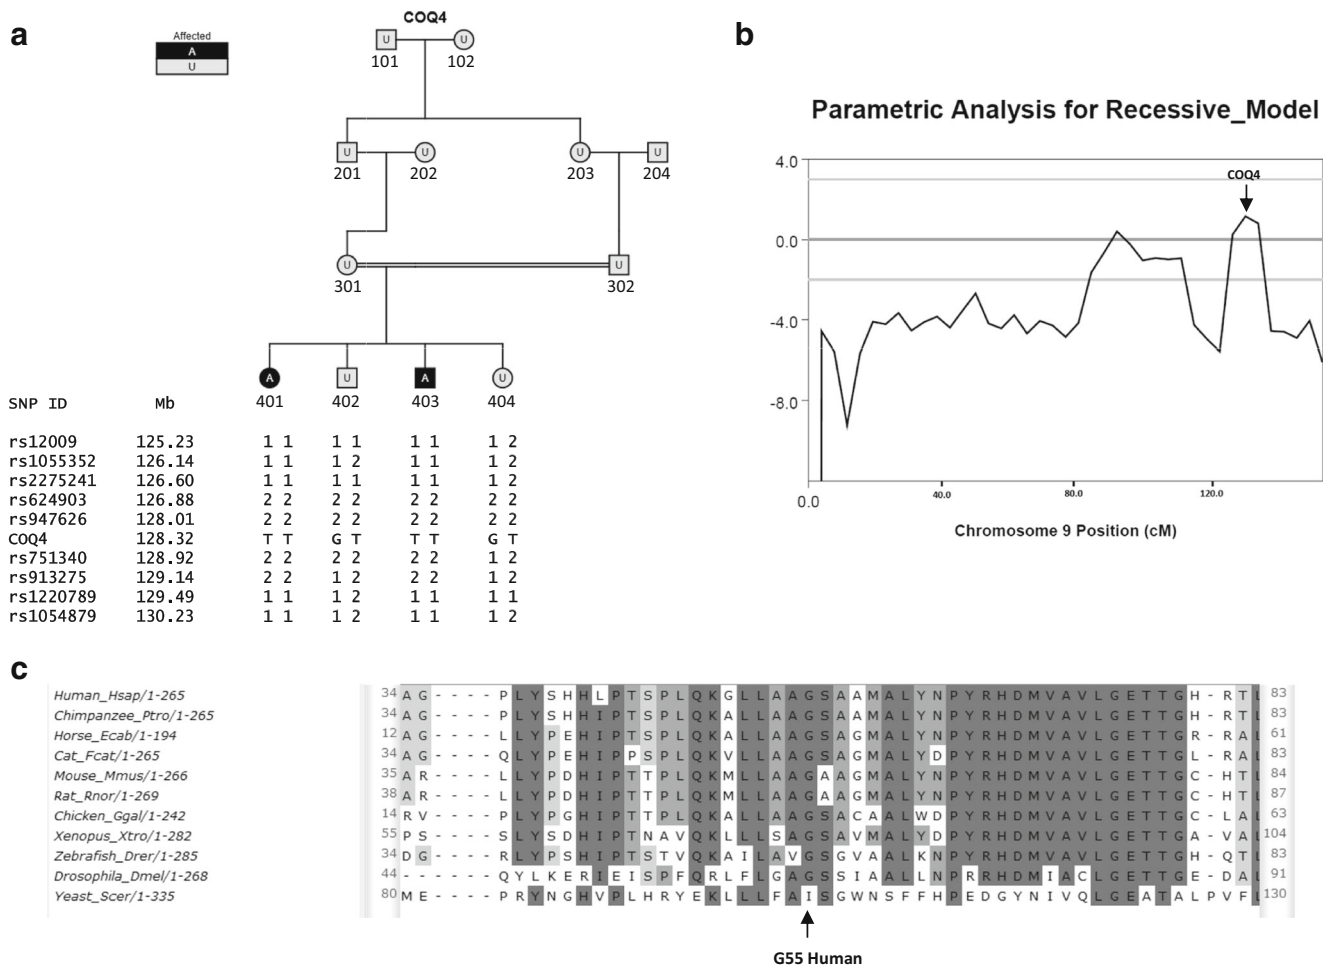 a
COQ4
Affected
A
U
U U
101 102
U U U U
201 202 203 204
U U
301 302
A U A U
SNP ID Mb 401 402 403 404
rs12009 125.23 1 1 1 1 1 1 1 2
rs1055352 126.14 1 1 1 2 1 1 1 2
rs2275241 126.60 1 1 1 1 1 1 1 2
rs624903 126.88 2 2 2 2 2 2 1 2
rs947626 128.01 2 2 2 2 2 2 2 2
COQ4 128.32 T T G T T T G T
rs751340 128.92 2 2 2 2 2 2 1 2
rs913275 129.14 2 2 1 2 2 2 1 2
rs1220789 129.49 1 1 1 2 1 1 1 1
rs1054879 130.23 1 1 1 2 1 1 1 2
b
Parametric Analysis for Recessive_Model
4.0
COQ4
0.0
-4.0
-8.0
0.0 40.0 80.0 120.0
Chromosome 9 Position (cM)
c
Human_Hsap/1-265 34 A G - - - - P L Y S H H L P T S P L Q K G L L A A G S A A M A L Y N P Y R H D M V A V L G E T T G H - R T L 83
Chimpanzee_Ptro/1-265 34 A G - - - - P L Y S H H I P T S P L Q K A L L A A G S A A M A L Y N P Y R H D M V A V L G E T T G H - R T L 83
Horse_Ecab/1-194 12 A G - - - - L L Y P E H I P T S P L Q K A L L A A G S A G M A L Y N P Y R H D M V A V L G E T T G R - R A L 61
Cat_Fcat/1-265 34 A G - - - - Q L Y P E H I P P S P L Q K V L L A A G S A G M A L Y D P Y R H D M V A V L G E T T G L - R A L 83
Mouse_Mmus/1-266 35 A R - - - - L L Y P D H I P T T P L Q K M L L A A G A A G M A L Y N P Y R H D M V A V L G E T T G C - H T L 84
Rat_Rnor/1-269 38 A R - - - - L L Y P D H I P T T P L Q K M L L A A G A A G M A L Y N P Y R H D M V A V L G E T T G C - H T L 87
Chicken_Ggal/1-242 14 R V - - - - P L Y P G H I P T T P L Q K A L L A A G S A C A A L W D P Y R H D M V A V L G E T T G C - L A L 63
Xenopus_Xtro/1-282 55 P S - - - - S L Y S D H I P T N A V Q K L L L S A G S A V M A L Y D P Y R H D M V A V L G E T T G A - V A L 104
Zebrafish_Drer/1-285 34 D G - - - - R L Y P S H I P T S T V Q K A I L A V G S G V A A L K N P Y R H D M V A V L G E T T G H - Q T L 83
Drosophila_Dmel/1-268 44 - - - - - - Q Y L K E R I E I S P F Q R L F L G A G S S I A A L L N P R R H D M I A C L G E T T G E - D A L 91
Yeast_Scer/1-335 80 M E - - - - P R Y N G H V P L H R Y E K L L L F A I S G W N S F F H P E D G Y N I V Q L G E A T A L P V F L 130
G55 Human